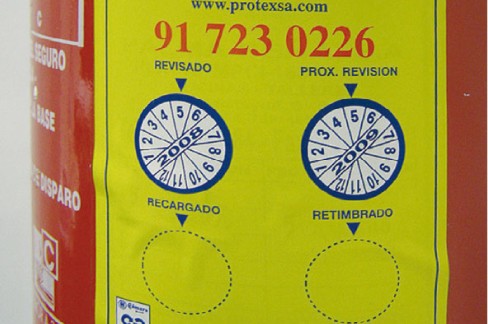 www.protexsa.com
91 723 0226
REVISADO
PROX. REVISION
1 2 3 4 5 6 7 8 9 10 11 12
2008
1 2 3 4 5 6 7 8 9 10 11 12
2009
RECARGADO
RETIMBRADO
C
SEGURO
BASE
DISPARO
C